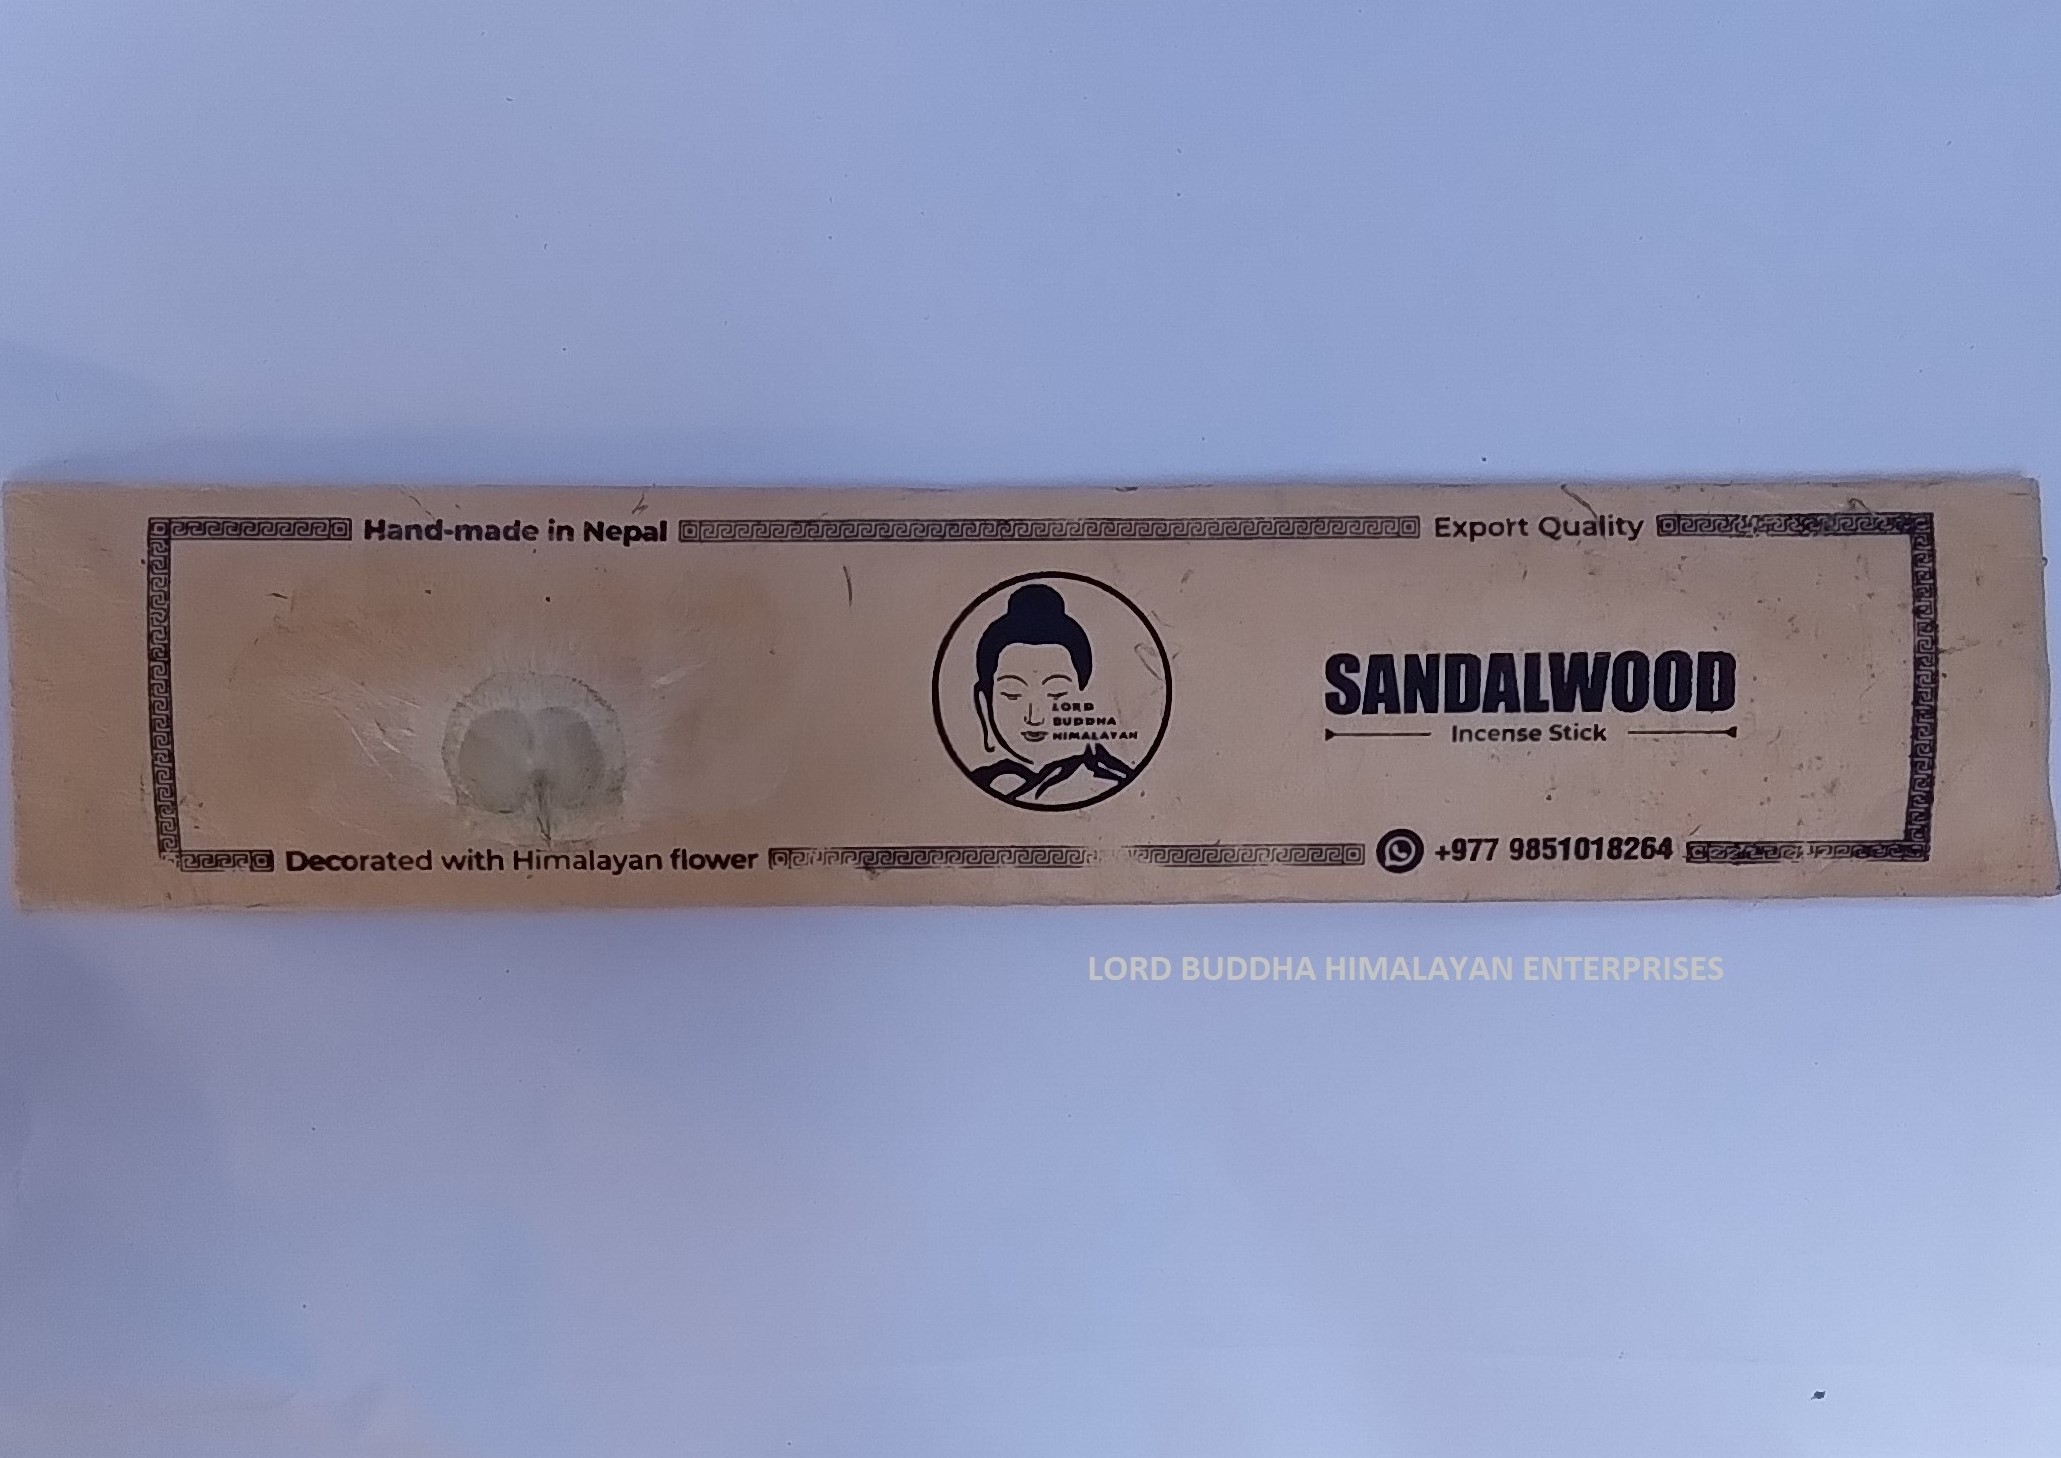 Hand-made in Nepal
Export Quality
LORD
BUDDHA
HIMALAYAN
SANDALWOOD
Incense Stick
Decorated with Himalayan flower
+977 9851018264
LORD BUDDHA HIMALAYAN ENTERPRISES